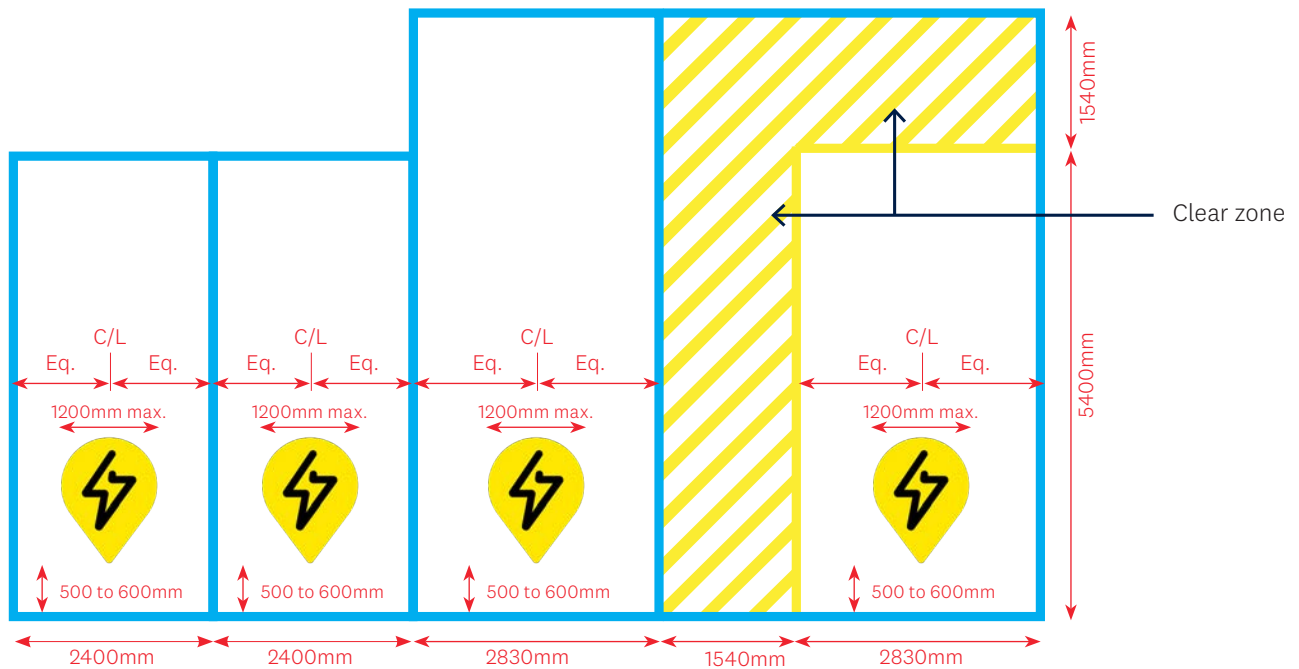 1540mm
Clear zone
C/L C/L C/L C/L
Eq. Eq. Eq. Eq. Eq. Eq. Eq. Eq.
5400mm
1200mm max. 1200mm max. 1200mm max. 1200mm max.
500 to 600mm 500 to 600mm 500 to 600mm 500 to 600mm
2400mm 2400mm 2830mm 1540mm 2830mm